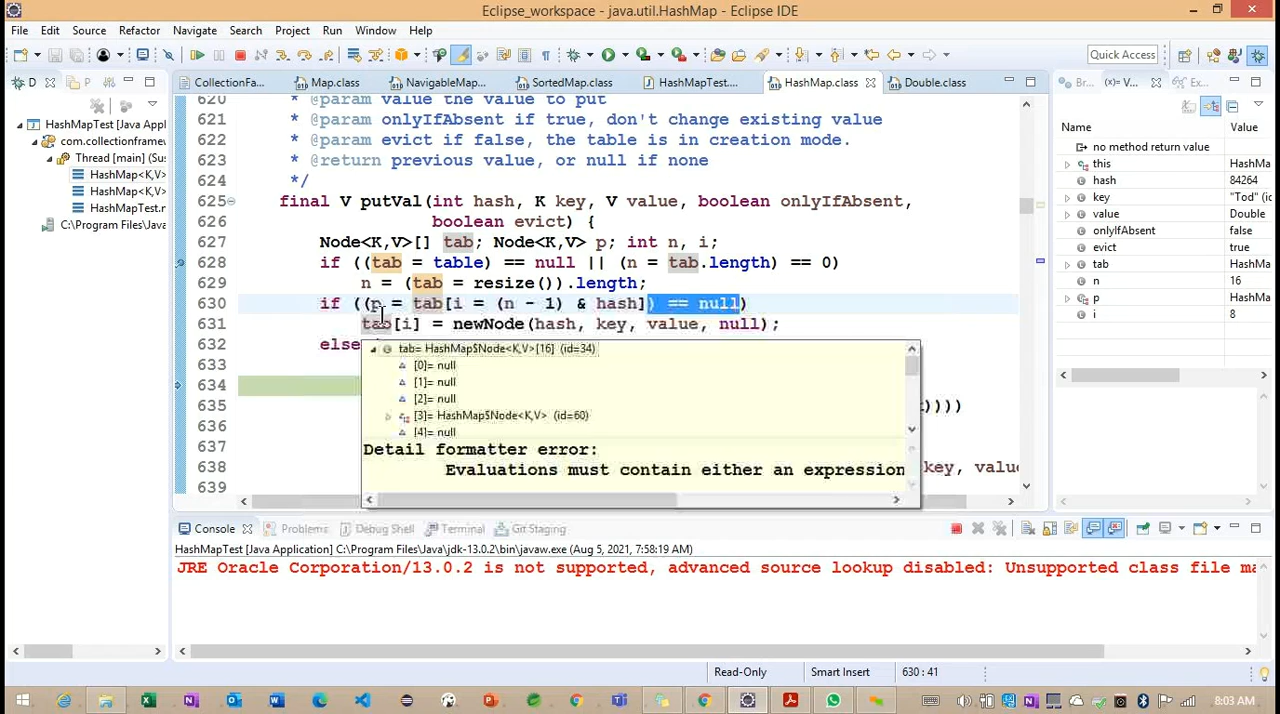 Eclipse_workspace - java.util.HashMap - Eclipse IDE
File Edit Source Refactor Navigate Search Project Run Window Help
Quick Access
D P
CollectionFa... Map.class NavigableMap... SortedMap.class HashMapTest.... HashMap.class Double.class
Br... (x)= V... Ex...
HashMapTest [Java Appl
com.collectionframew
Thread [main] (Sus
HashMap<K,V>
HashMap<K,V>
HashMapTest.n
C:\Program Files\Java
620 * @param value the value to put
621 * @param onlyIfAbsent if true, don't change existing value
622 * @param evict if false, the table is in creation mode.
623 * @return previous value, or null if none
624 */
625 final V putVal(int hash, K key, V value, boolean onlyIfAbsent,
626 boolean evict) {
627 Node<K,V>[] tab; Node<K,V> p; int n, i;
628 if ((tab = table) == null || (n = tab.length) == 0)
629 n = (tab = resize()).length;
630 if ((p = tab[i = (n - 1) & hash]) == null)
631 tab[i] = newNode(hash, key, value, null);
632 else
633
634
635 ))))
636
637
638 key, valu
639
tab= HashMap$Node<K,V>[16] (id=34)
[0]= null
[1]= null
[2]= null
[3]= HashMap$Node<K,V> (id=60)
[4]= null
Detail formatter error:
Evaluations must contain either an expression
Name Value
no method return value
this HashM
hash 84264
key "Tod" (ic
value Double
onlyIfAbsent false
evict true
tab HashM
n 16
p HashM
i 8
Console Problems Debug Shell Terminal Git Staging
HashMapTest [Java Application] C:\Program Files\Java\jdk-13.0.2\bin\javaw.exe (Aug 5, 2021, 7:58:19 AM)
JRE Oracle Corporation/13.0.2 is not supported, advanced source lookup disabled: Unsupported class file ma
Read-Only Smart Insert 630 : 41
8:03 AM